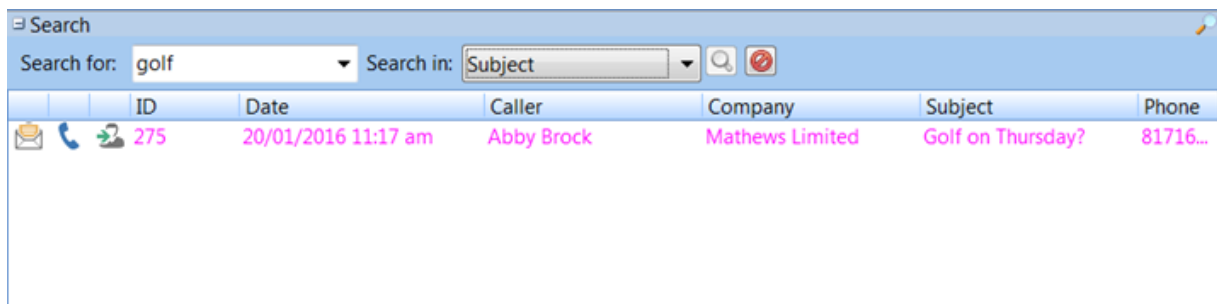 Search
Search for: golf Search in: Subject
ID Date Caller Company Subject Phone
275 20/01/2016 11:17 am Abby Brock Mathews Limited Golf on Thursday? 81716...